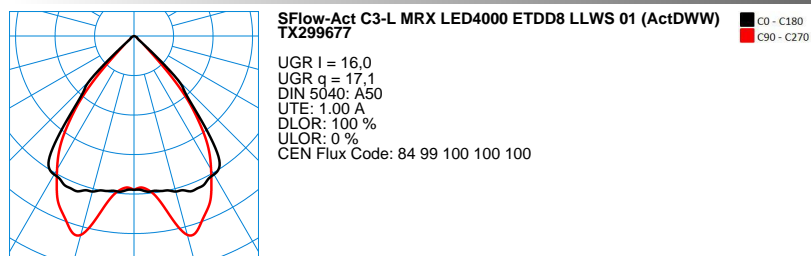 SFlow-Act C3-L MRX LED4000 ETDD8 LLWS 01 (ActDWW)
TX299677
C0 - C180
C90 - C270
UGR l = 16,0
UGR q = 17,1
DIN 5040: A50
UTE: 1.00 A
DLOR: 100 %
ULOR: 0 %
CEN Flux Code: 84 99 100 100 100